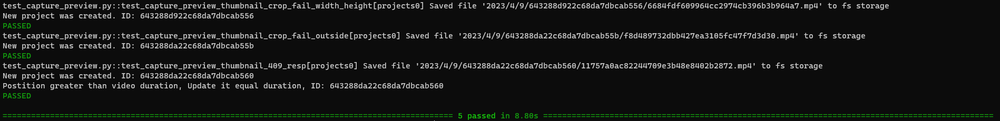 test_capture_preview.py::test_capture_preview_thumbnail_crop_fail_width_height[projects0] Saved file '2023/4/9/643288d922c68da7dbcab556/6684fdf609964cc2974cb396b3b964a7.mp4' to fs storage
New project was created. ID: 643288d922c68da7dbcab556
PASSED
test_capture_preview.py::test_capture_preview_thumbnail_crop_fail_outside[projects0] Saved file '2023/4/9/643288da22c68da7dbcab55b/f8d489732dbb427ea3105fc47f7d3d30.mp4' to fs storage
New project was created. ID: 643288da22c68da7dbcab55b
PASSED
test_capture_preview.py::test_capture_preview_thumbnail_409_resp[projects0] Saved file '2023/4/9/643288da22c68da7dbcab560/11757a0ac82244709e3b48e8402b2872.mp4' to fs storage
New project was created. ID: 643288da22c68da7dbcab560
Postition greater than video duration, Update it equal duration, ID: 643288da22c68da7dbcab560
PASSED
=============================================================================================== 5 passed in 8.80s ===============================================================================================